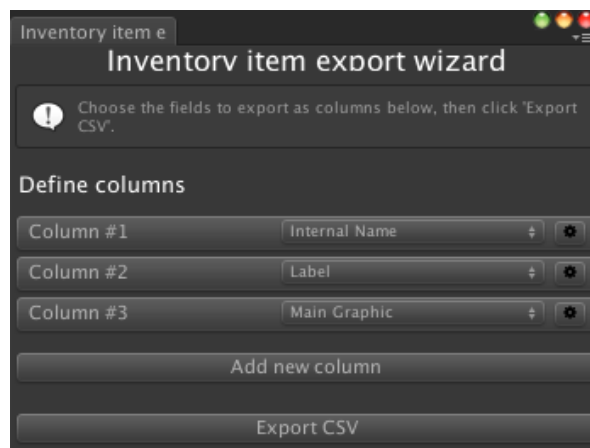 Inventory item e
Inventory item export wizard
Choose the fields to export as columns below, then click 'Export
CSV'.
Define columns
Column #1 Internal Name
Column #2 Label
Column #3 Main Graphic
Add new column
Export CSV